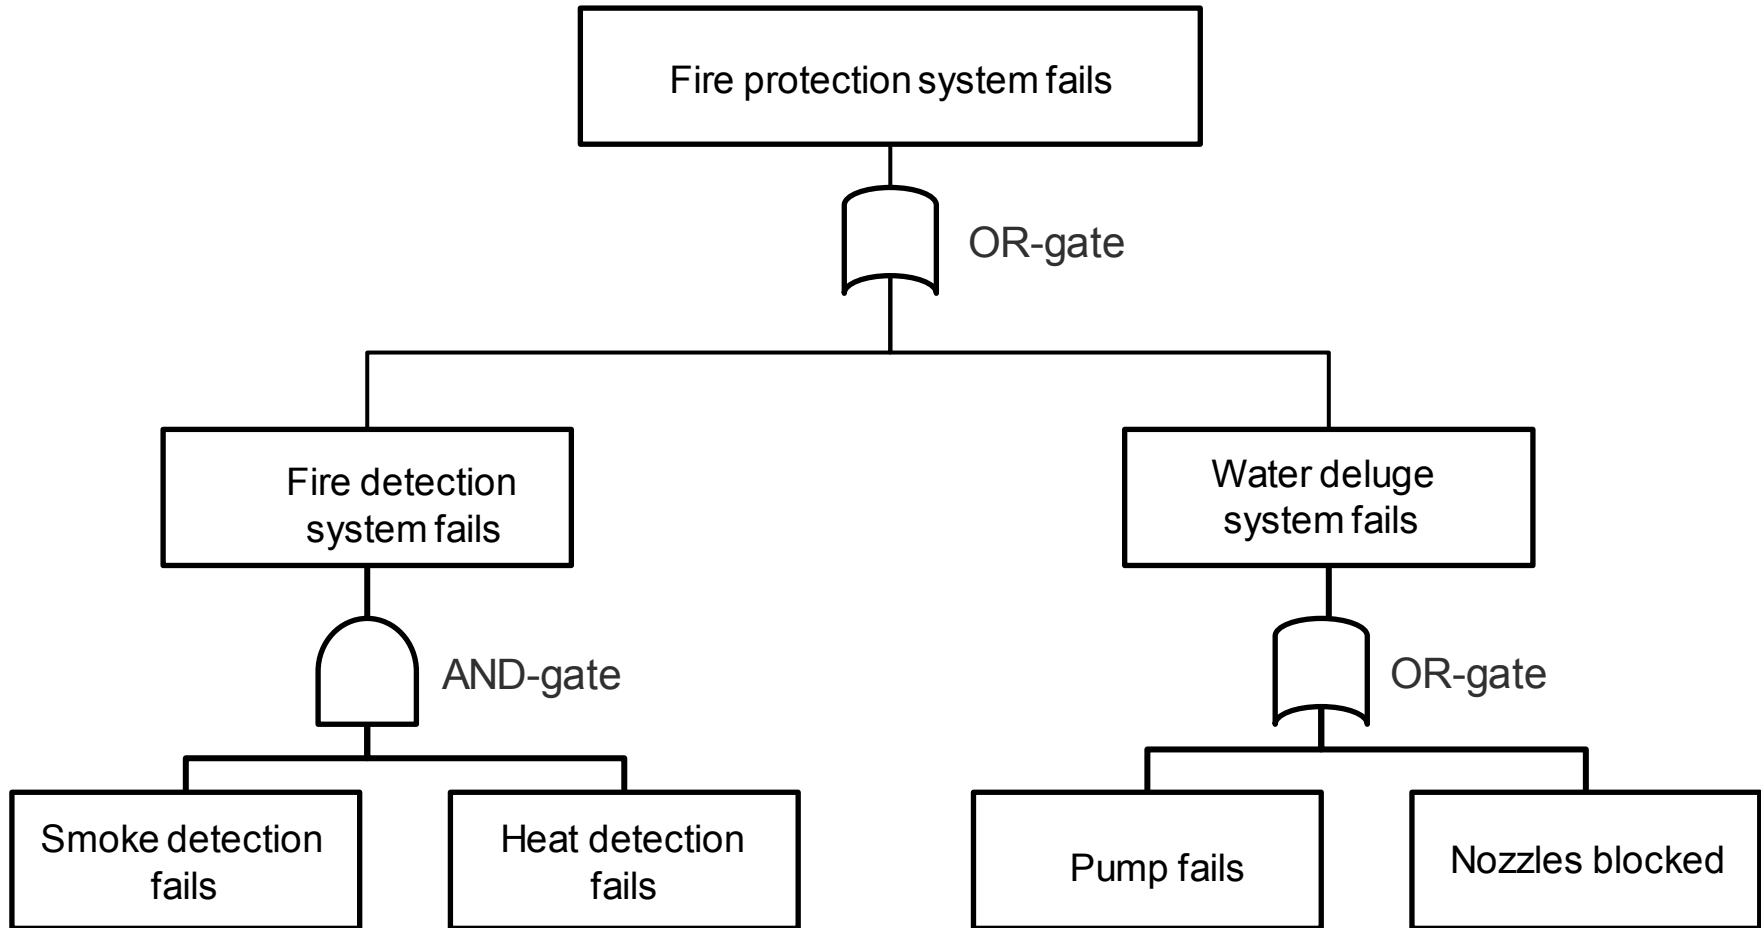 Fire protection system fails
OR-gate
Fire detection
system fails
Water deluge
system fails
AND-gate
OR-gate
Smoke detection
fails
Heat detection
fails
Pump fails
Nozzles blocked